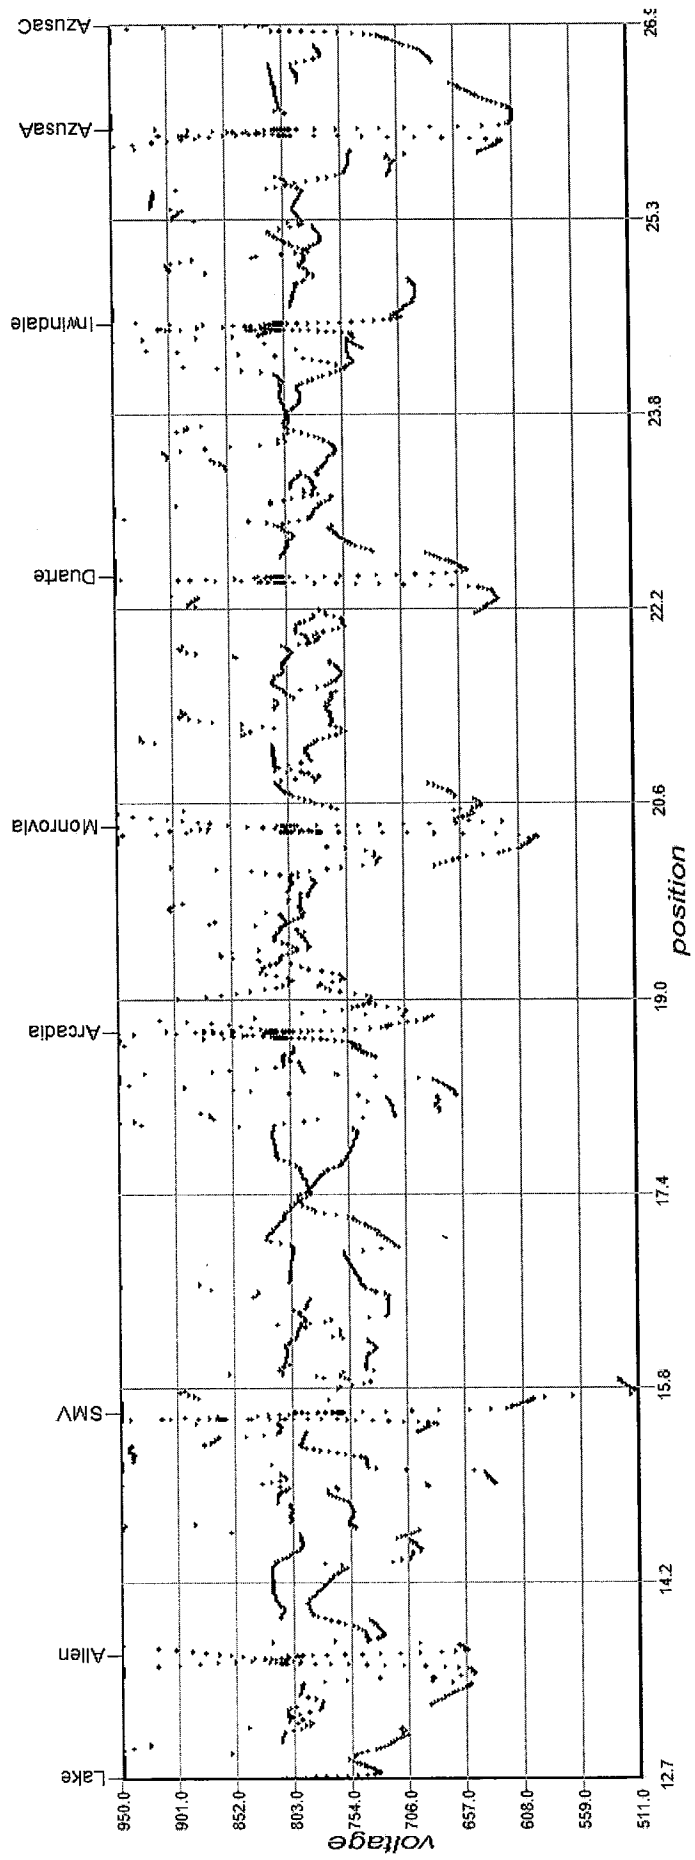 AzusaC
AzusaA
Irwindale
Duarte
Monrovia
Arcadia
SMV
Allen
Lake
26.9
25.3
23.8
22.2
20.6
19.0
17.4
15.8
14.2
12.7
position
950.0
901.0
852.0
803.0
754.0
706.0
657.0
608.0
559.0
511.0
voltage